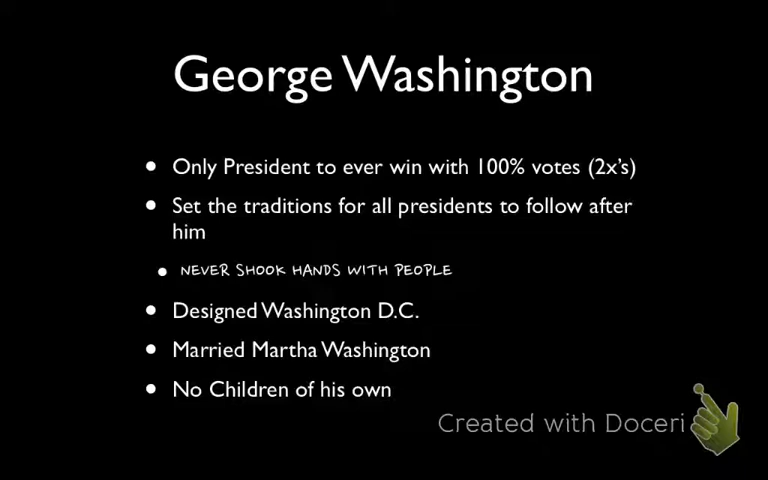 George Washington
• Only President to ever win with 100% votes (2x's)
• Set the traditions for all presidents to follow after
him
• NEVER SHOOK HANDS WITH PEOPLE
• Designed Washington D.C.
• Married Martha Washington
• No Children of his own
Created with Doceri